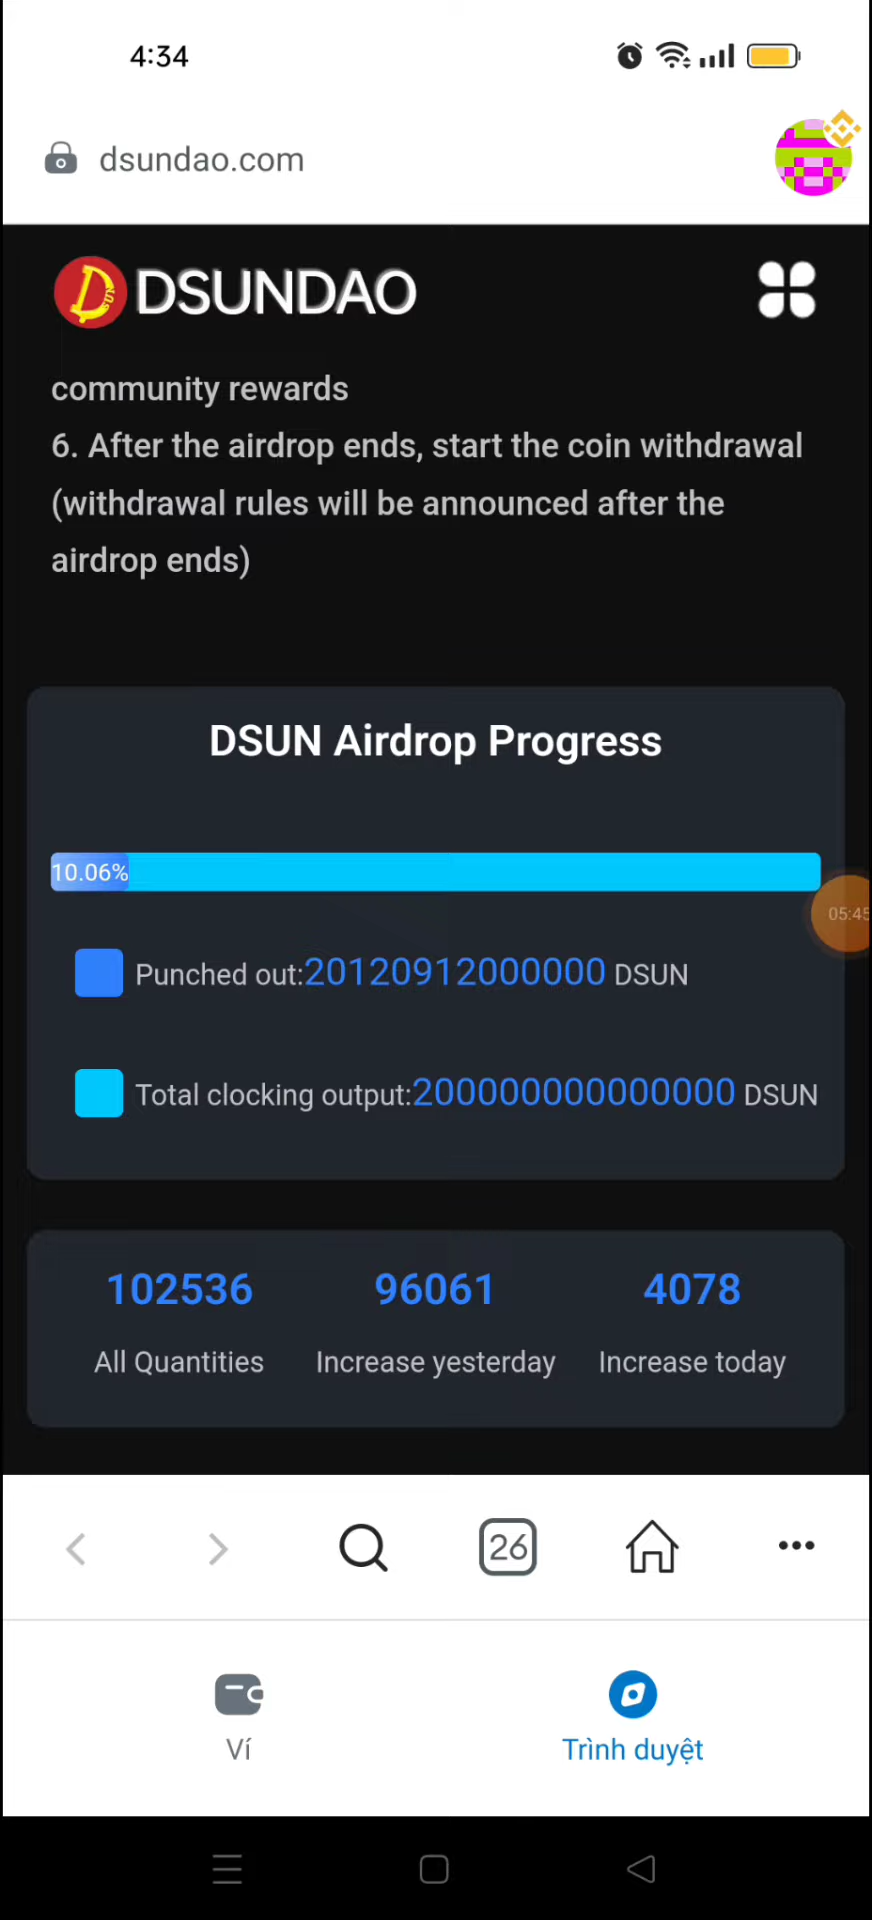 4:34
dsundao.com
DSUNDAO
community rewards
6. After the airdrop ends, start the coin withdrawal
(withdrawal rules will be announced after the
airdrop ends)
DSUN Airdrop Progress
10.06%
05:45
Punched out:20120912000000 DSUN
Total clocking output:200000000000000 DSUN
102536 96061 4078
All Quantities Increase yesterday Increase today
26
Ví Trình duyệt